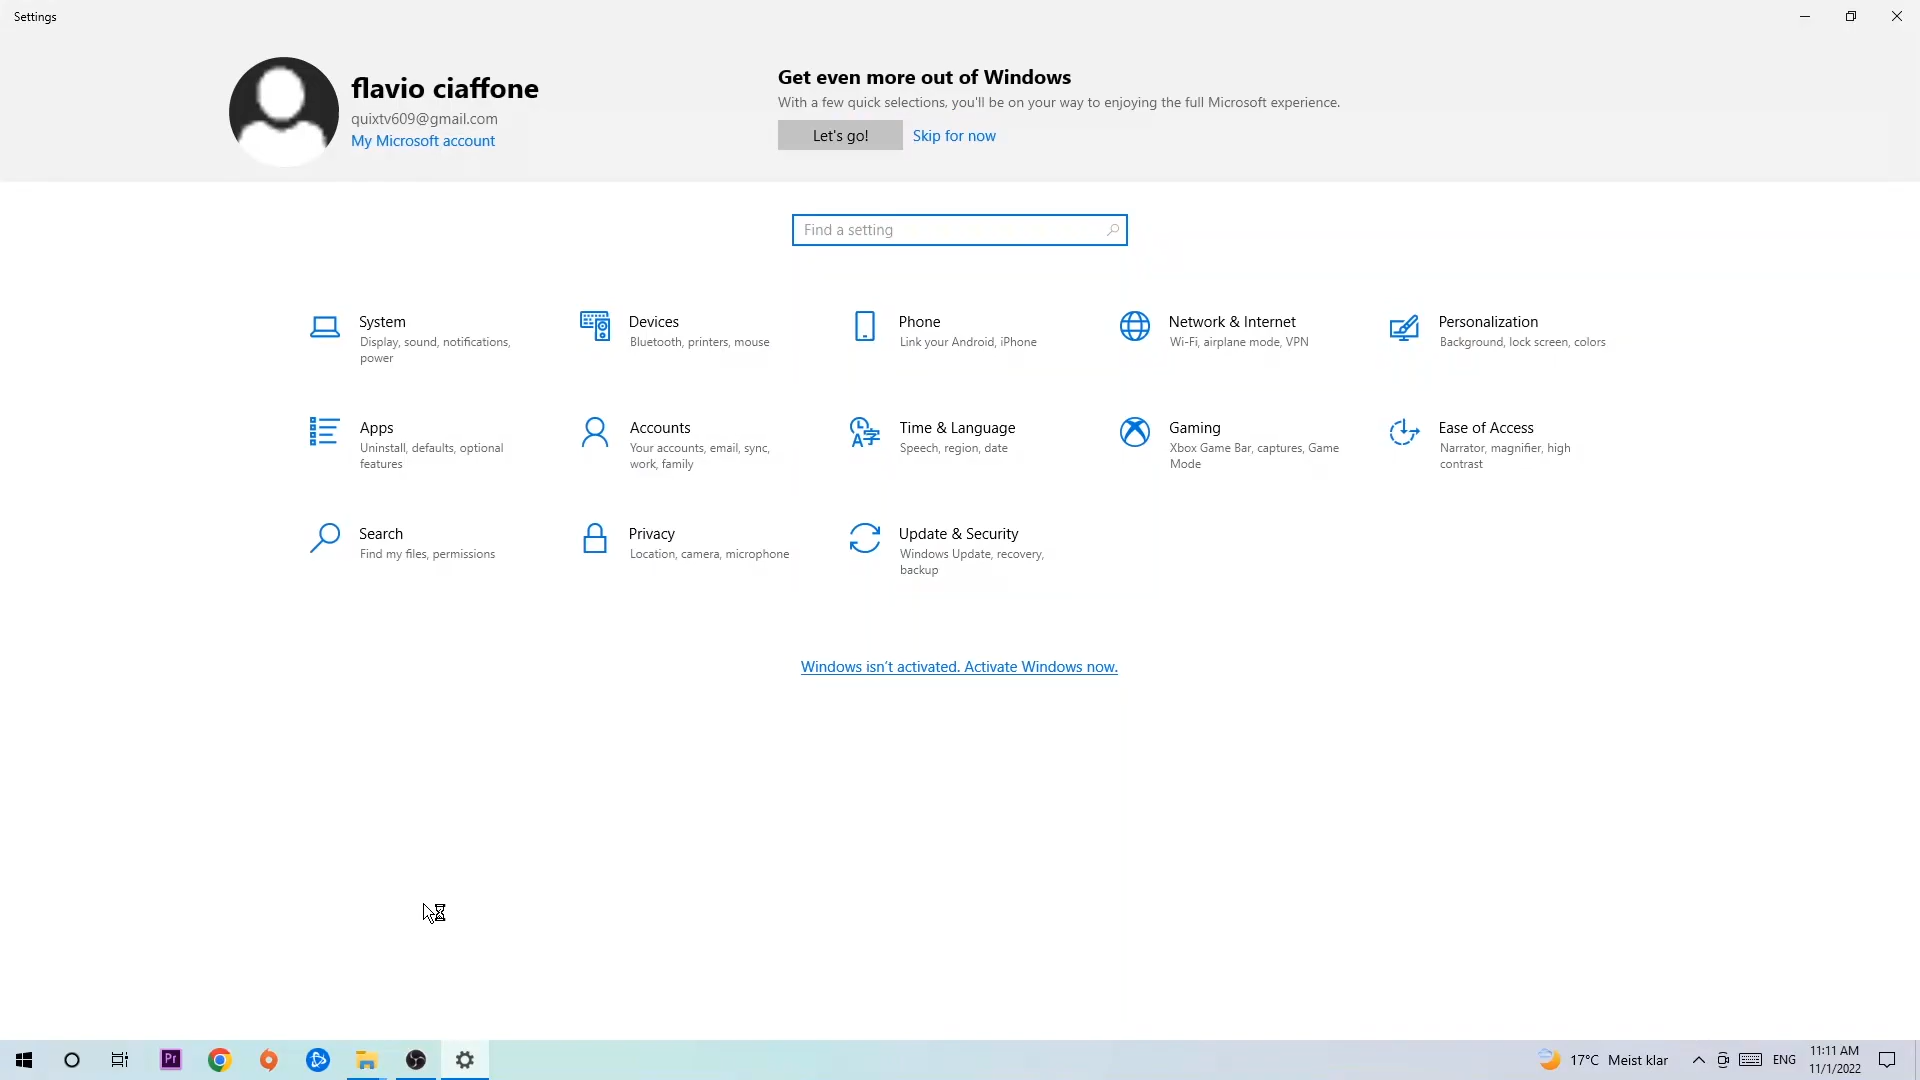 Settings
flavio ciaffone
quixtv609@gmail.com
My Microsoft account
Get even more out of Windows
With a few quick selections, you'll be on your way to enjoying the full Microsoft experience.
Let's go! Skip for now
Find a setting
System
Display, sound, notifications,
power
Devices
Bluetooth, printers, mouse
Phone
Link your Android, iPhone
Network & Internet
Wi-Fi, airplane mode, VPN
Personalization
Background, lock screen, colors
Apps
Uninstall, defaults, optional
features
Accounts
Your accounts, email, sync,
work, family
Time & Language
Speech, region, date
Gaming
Xbox Game Bar, captures, Game
Mode
Ease of Access
Narrator, magnifier, high
contrast
Search
Find my files, permissions
Privacy
Location, camera, microphone
Update & Security
Windows Update, recovery,
backup
Windows isn't activated. Activate Windows now.
Pr
17°C Meist klar
ENG
11:11 AM
11/1/2022